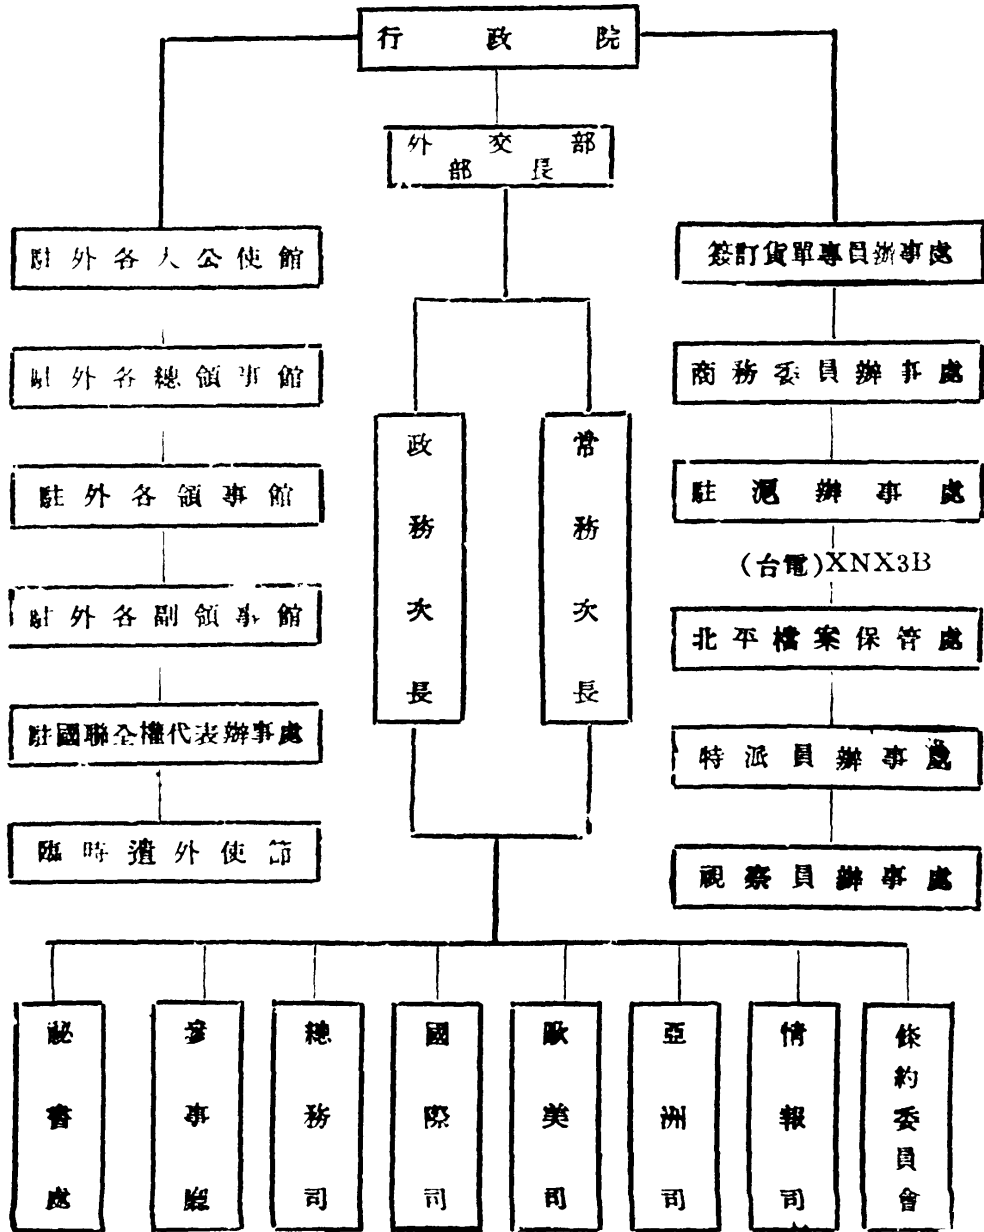 行政院
外交部
部長
駐外各大公使館
駐外各總領事館
駐外各領事館
駐外各副領事館
駐國聯全權代表辦事處
臨時遣外使節
政務次長
常務次長
簽訂貨單專員辦事處
商務委員辦事處
駐滬辦事處
(台電)XNX3B
北平檔案保管處
特派員辦事處
視察員辦事處
祕書處
參事廳
總務司
國際司
歐美司
亞洲司
情報司
條約委員會